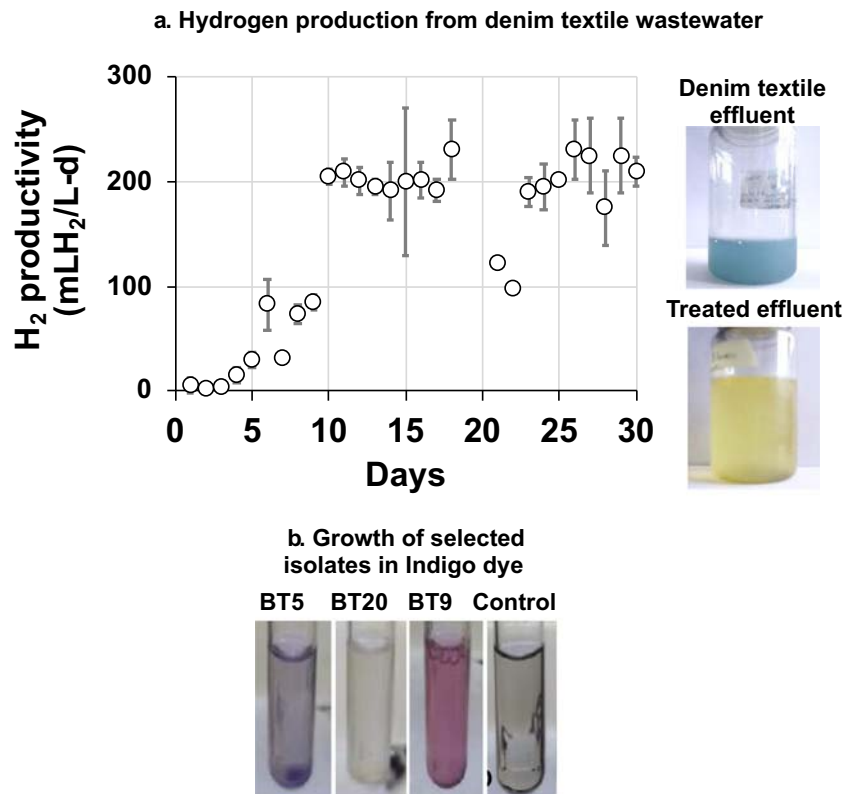 a. Hydrogen production from denim textile wastewater
H₂ productivity
(mLH₂/L-d)
300
200
100
0
0 5 10 15 20 25 30
Days
Denim textile
effluent
Treated effluent
b. Growth of selected
isolates in Indigo dye
BT5 BT20 BT9 Control